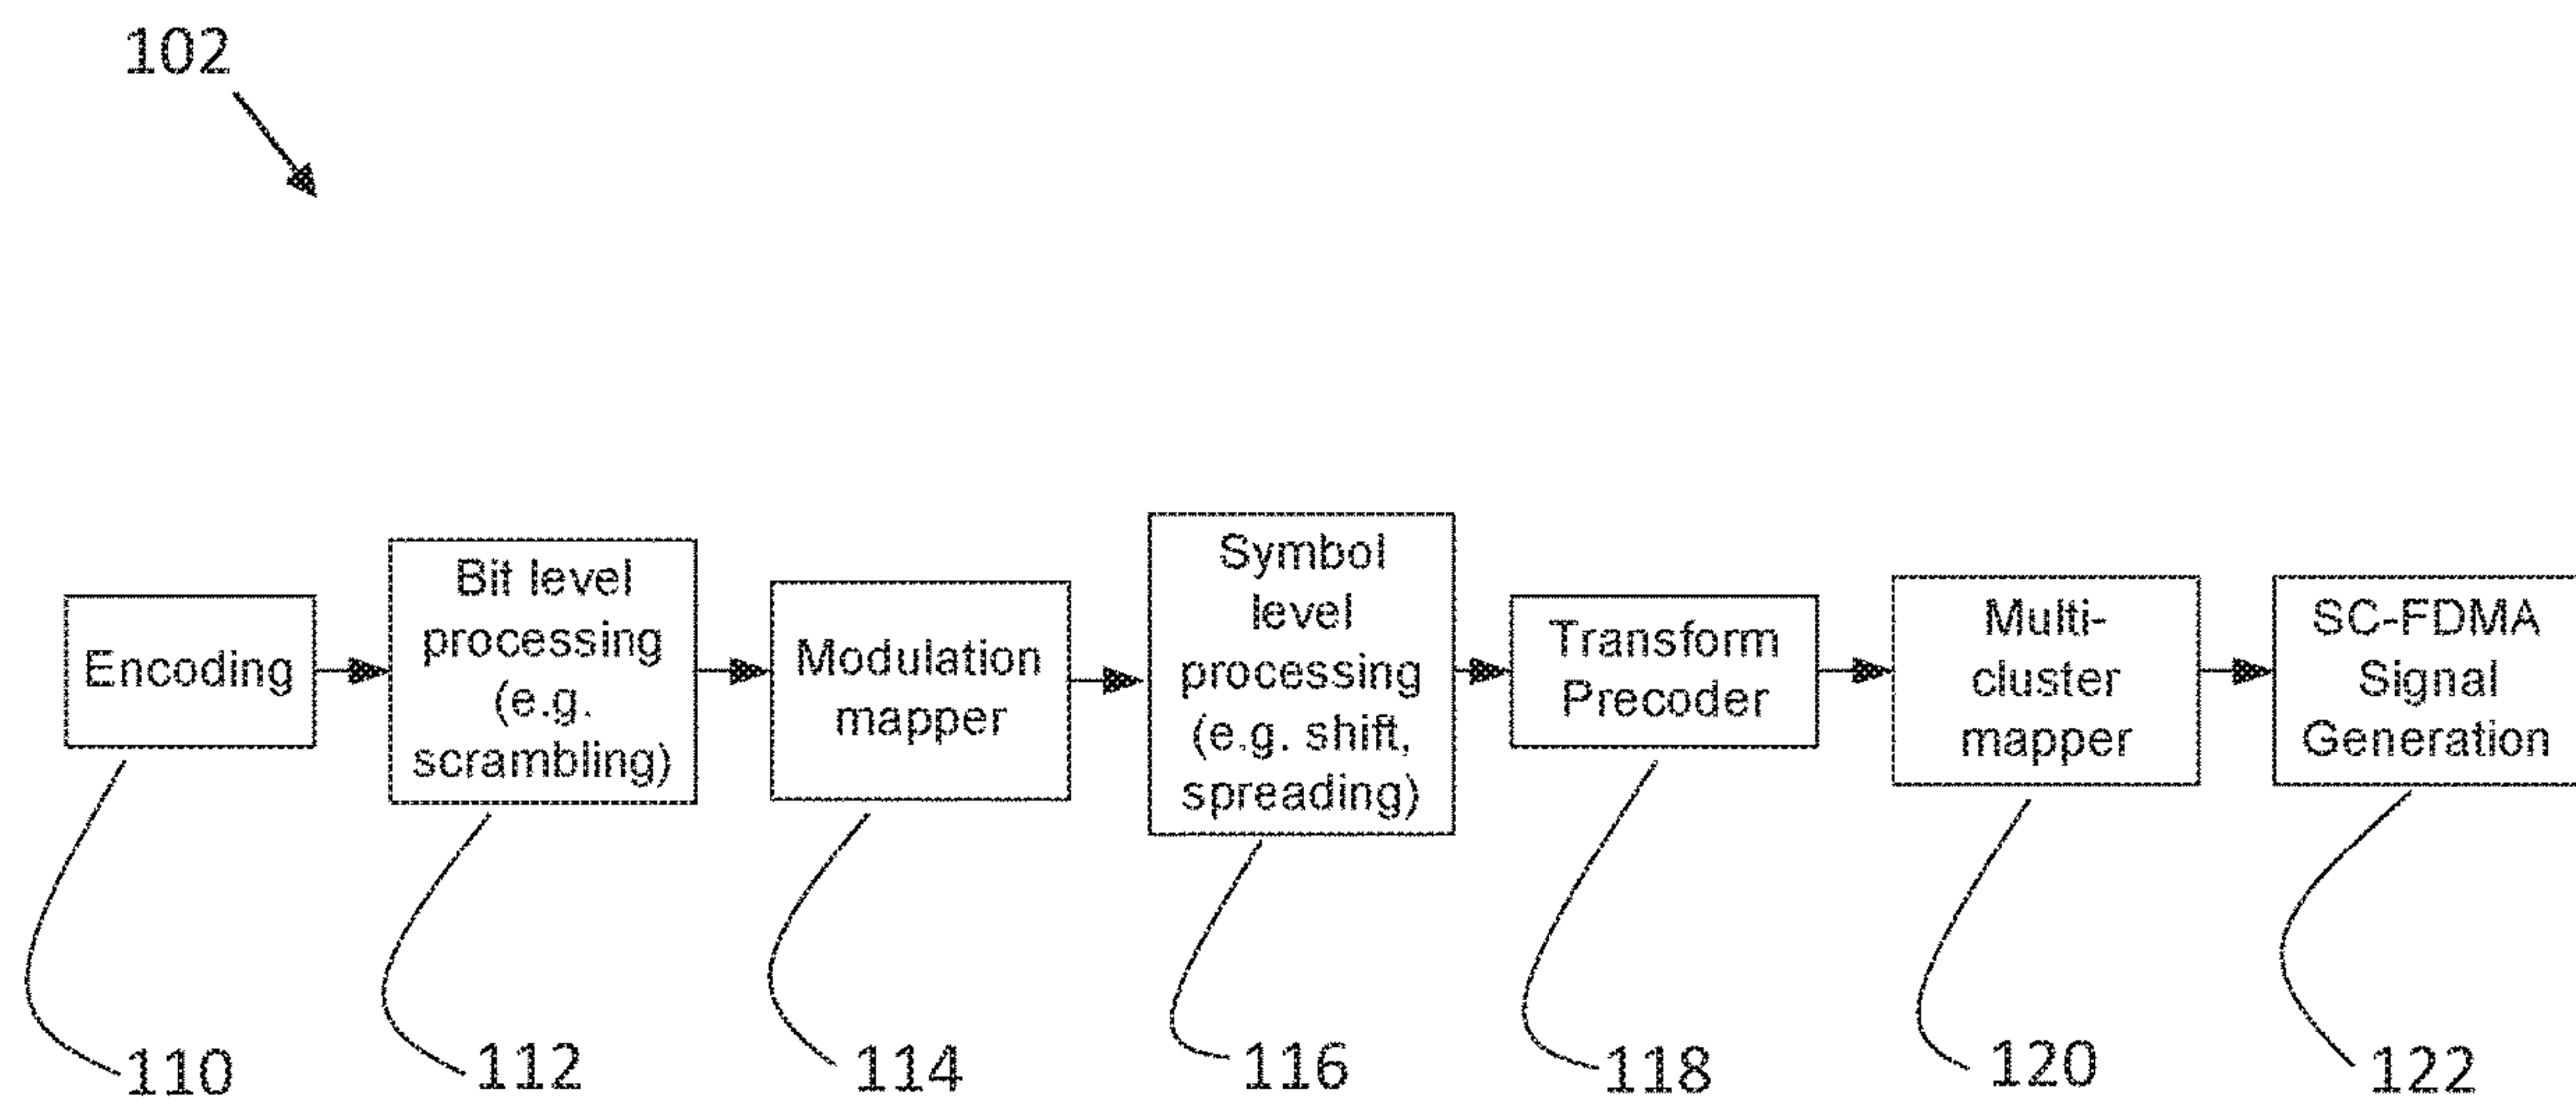 102
Encoding
Bit level
processing
(e.g.
scrambling)
Modulation
mapper
Symbol
level
processing
(e.g. shift,
spreading)
Transform
Precoder
Multi-
cluster
mapper
SC-FDMA
Signal
Generation
110
112
114
116
118
120
122